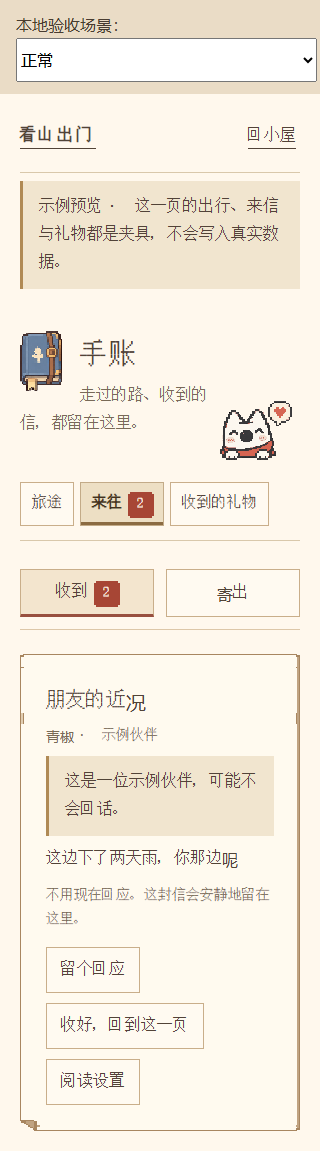 本地验收场景：
正常
看山出门
回小屋
示例预览 · 这一页的出行、来信
与礼物都是夹具，不会写入真实数
据。
手账
走过的路、收到的
信，都留在这里。
旅途
来往 2
收到的礼物
收到 2
寄出
朋友的近况
青椒 · 示例伙伴
这是一位示例伙伴，可能不
会回话。
这边下了两天雨，你那边呢
不用现在回应。这封信会安静地留在
这里。
留个回应
收好，回到这一页
阅读设置